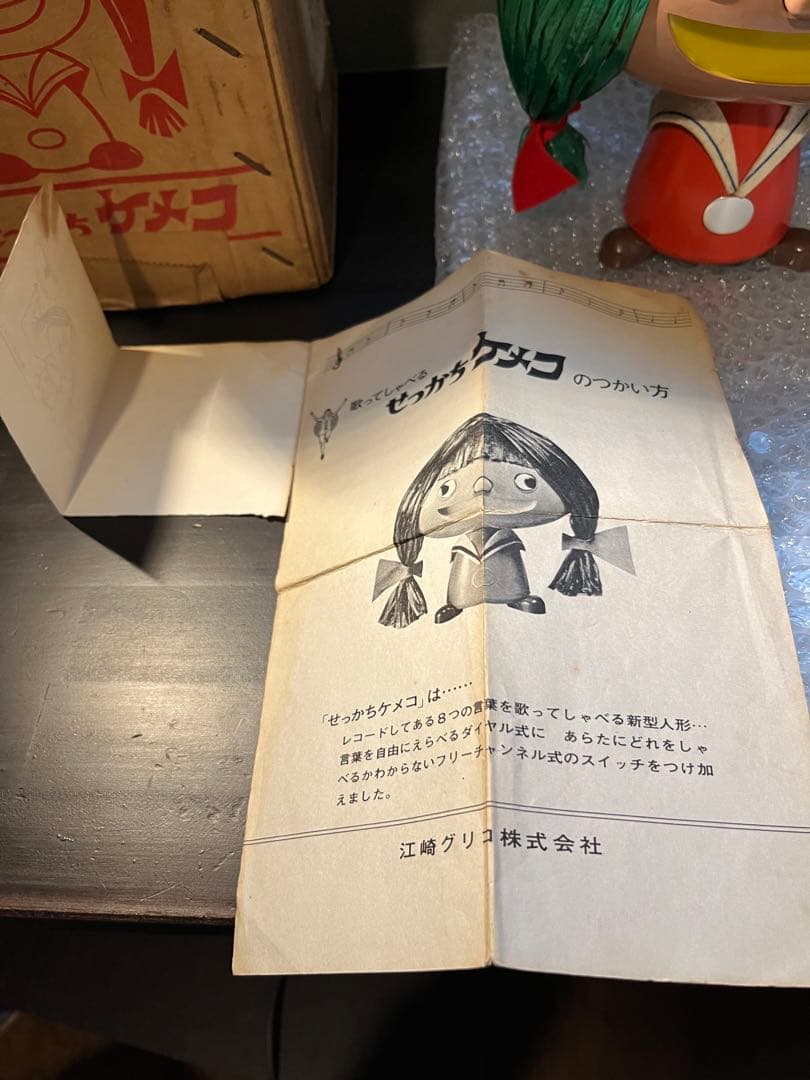 ちケメコ
歌ってしゃべる せっかちケメコ のつかい方
「せっかちケメコ」は……
レコードしてある8つの言葉を歌ってしゃべる新型人形…
言葉を自由にえらべるダイヤル式に　あらたにどれをしゃ
べるかわからないフリーチャンネル式のスイッチをつけ加
えました。
江崎グリコ株式会社